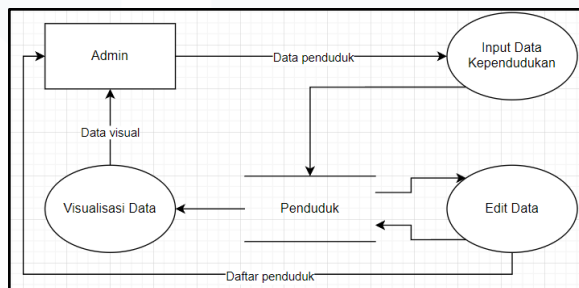 Admin
Data penduduk
Input Data
Kependudukan
Data visual
Visualisasi Data
Penduduk
Edit Data
Daftar penduduk